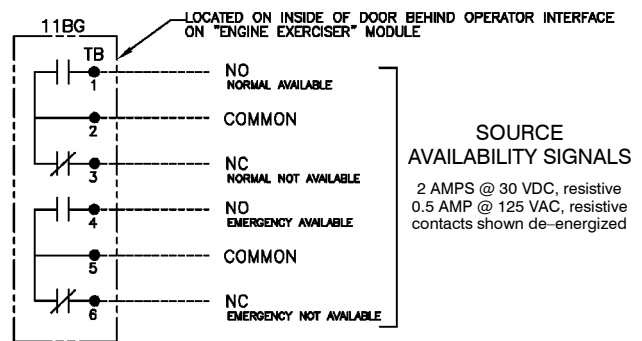 LOCATED ON INSIDE OF DOOR BEHIND OPERATOR INTERFACE
ON "ENGINE EXERCISER" MODULE
11BG
TB
1
NO
NORMAL AVAILABLE
2
COMMON
3
NC
NORMAL NOT AVAILABLE
4
NO
EMERGENCY AVAILABLE
5
COMMON
6
NC
EMERGENCY NOT AVAILABLE
SOURCE
AVAILABILITY SIGNALS
2 AMPS @ 30 VDC, resistive
0.5 AMP @ 125 VAC, resistive
contacts shown de–energized